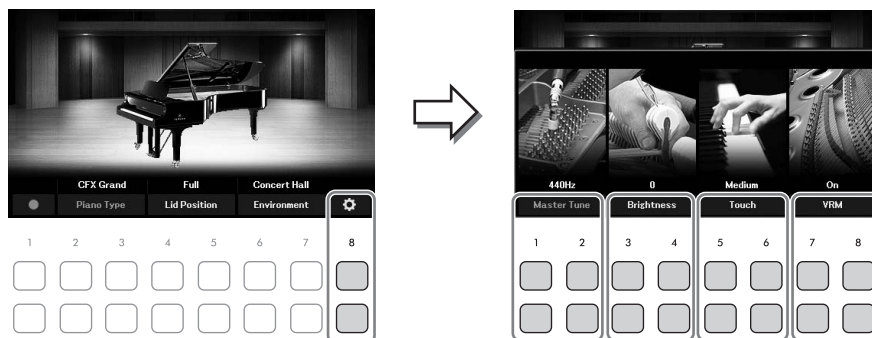 CFX Grand Full Concert Hall
Piano Type Lid Position Environment
1 2 3 4 5 6 7 8
440Hz 0 Medium On
Master Tune Brightness Touch VRM
1 2 3 4 5 6 7 8